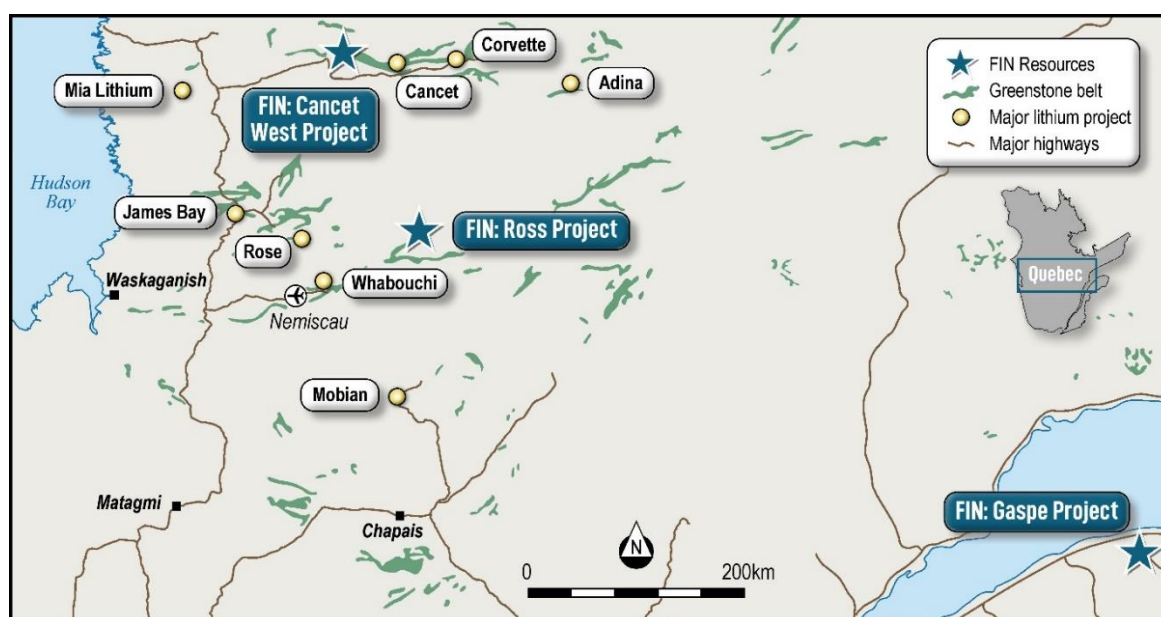 Corvette
Mia Lithium
Cancet
Adina
FIN: Cancet
West Project
FIN Resources
Greenstone belt
Major lithium project
Major highways
Hudson
Bay
James Bay
Rose
FIN: Ross Project
Waskaganish
Whabouchi
Nemiscau
Quebec
Mobian
Matagmi
Chapais
FIN: Gaspe Project
N
0
200km